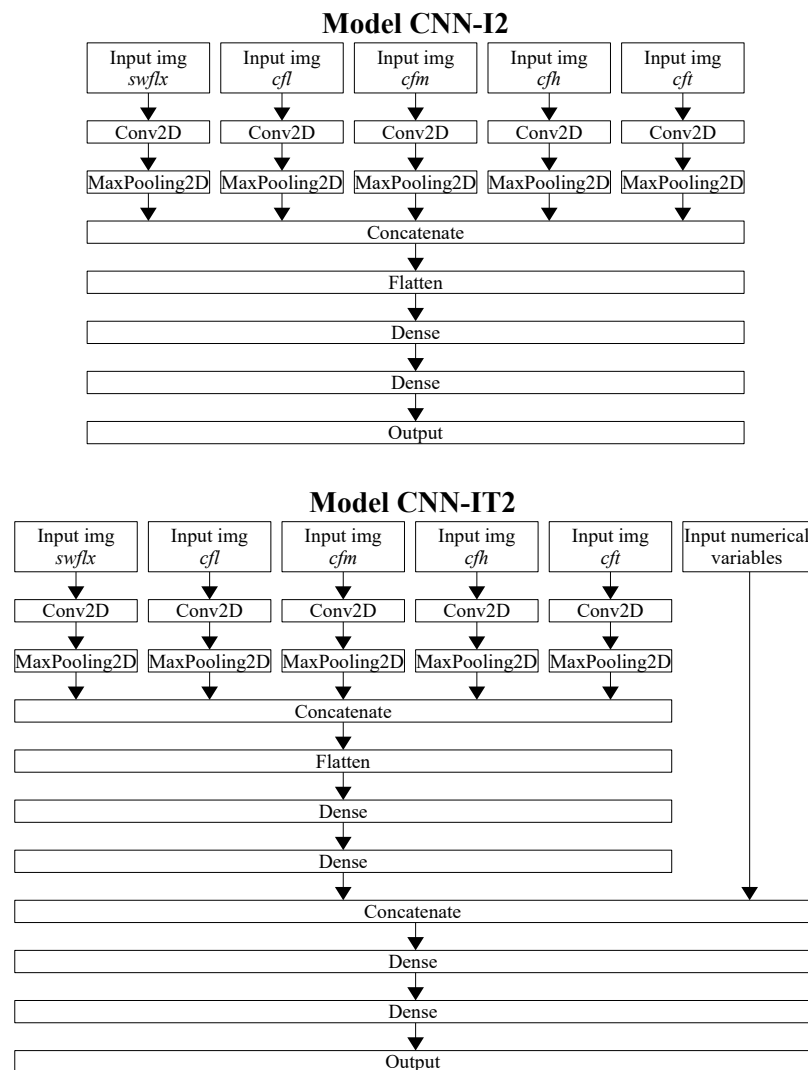 Model CNN-I2
Input img
swflx
Input img
cfl
Input img
cfm
Input img
cfh
Input img
cft
Conv2D
Conv2D
Conv2D
Conv2D
Conv2D
MaxPooling2D
MaxPooling2D
MaxPooling2D
MaxPooling2D
MaxPooling2D
Concatenate
Flatten
Dense
Dense
Output
Model CNN-IT2
Input img
swflx
Input img
cfl
Input img
cfm
Input img
cfh
Input img
cft
Input numerical
variables
Conv2D
Conv2D
Conv2D
Conv2D
Conv2D
MaxPooling2D
MaxPooling2D
MaxPooling2D
MaxPooling2D
MaxPooling2D
Concatenate
Flatten
Dense
Dense
Concatenate
Dense
Dense
Output